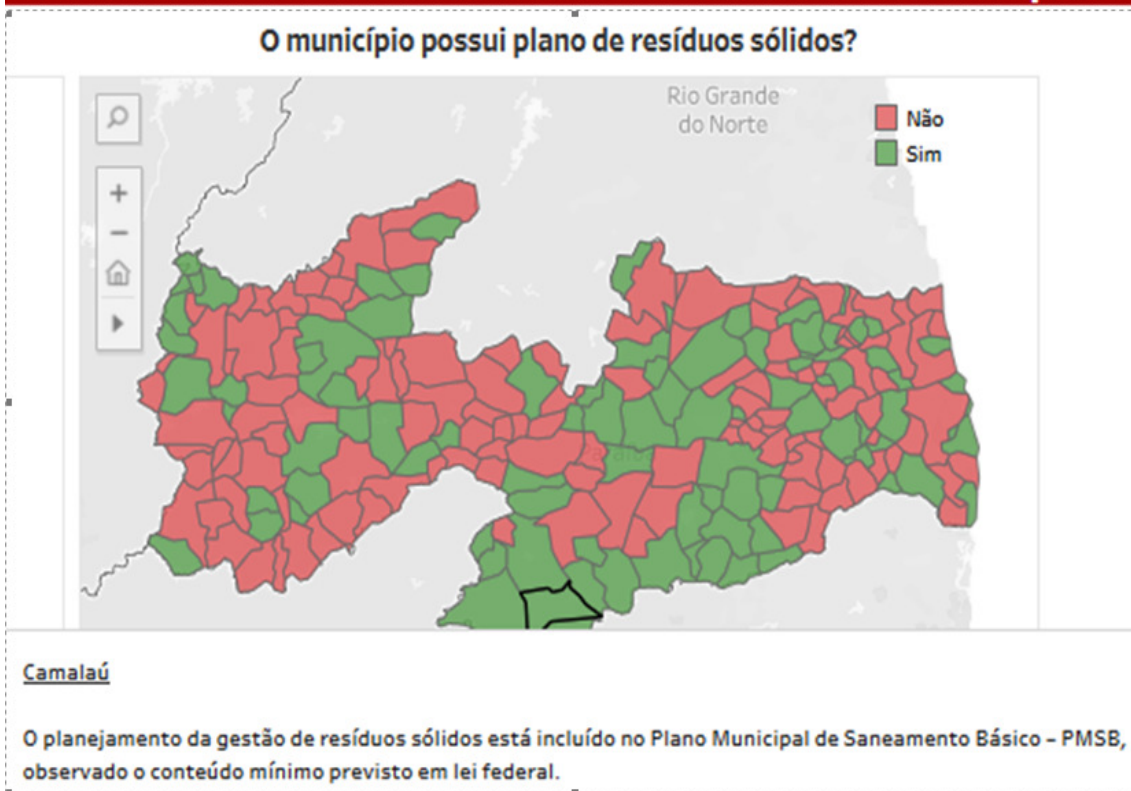 O município possui plano de resíduos sólidos?
Rio Grande
do Norte
Não
Sim
Paraíba
Camalaú
O planejamento da gestão de resíduos sólidos está incluído no Plano Municipal de Saneamento Básico – PMSB,
observado o conteúdo mínimo previsto em lei federal.